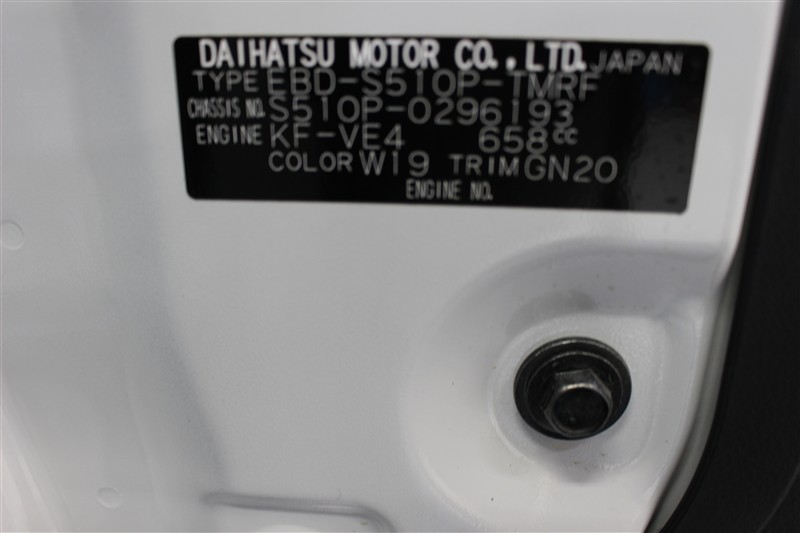 DAIHATSU MOTOR CO., LTD. JAPAN
TYPE EBD-S510P-TMRF
CHASSIS NO. S510P-0296193
ENGINE KF-VE4 658cc
COLOR W19 TRIM GN20
ENGINE NO.